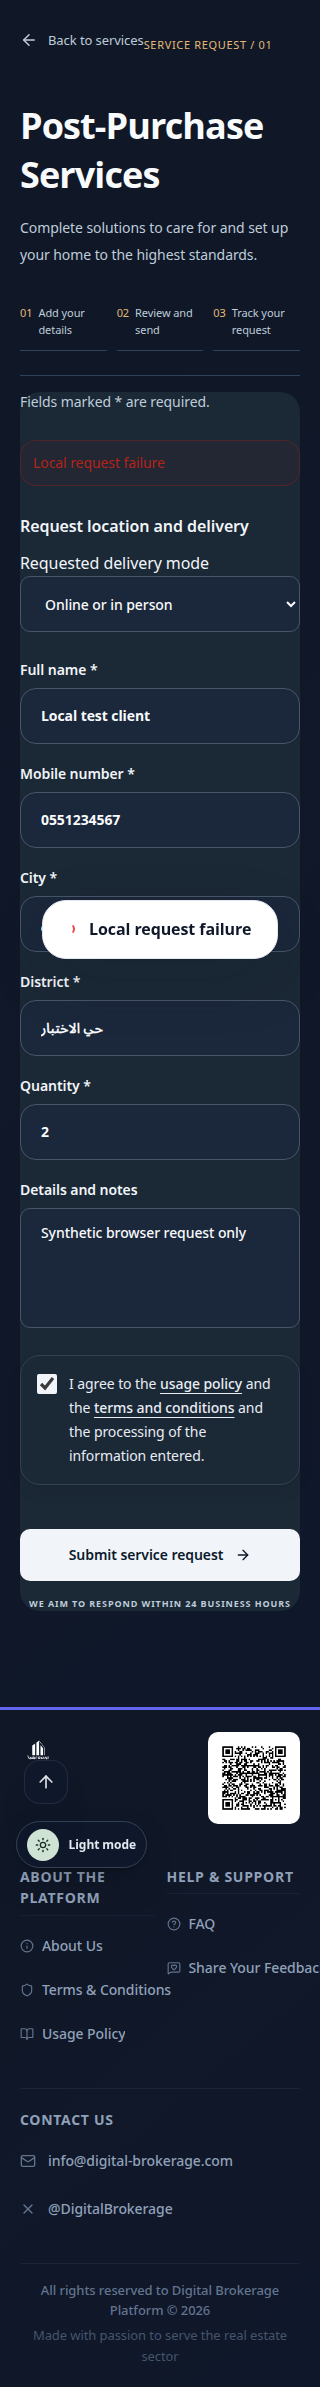 Back to services
SERVICE REQUEST / 01
Post-Purchase
Services
Complete solutions to care for and set up
your home to the highest standards.
01 Add your
details
02 Review and
send
03 Track your
request
Fields marked * are required.
Local request failure
Request location and delivery
Requested delivery mode
Online or in person
Full name *
Local test client
Mobile number *
0551234567
City *
Local request failure
District *
حي الاختبار
Quantity *
2
Details and notes
Synthetic browser request only
I agree to the usage policy and
the terms and conditions and
the processing of the
information entered.
Submit service request
WE AIM TO RESPOND WITHIN 24 BUSINESS HOURS
Light mode
ABOUT THE
PLATFORM
About Us
Terms & Conditions
Usage Policy
HELP & SUPPORT
FAQ
Share Your Feedbac
CONTACT US
info@digital-brokerage.com
@DigitalBrokerage
All rights reserved to Digital Brokerage
Platform © 2026
Made with passion to serve the real estate
sector